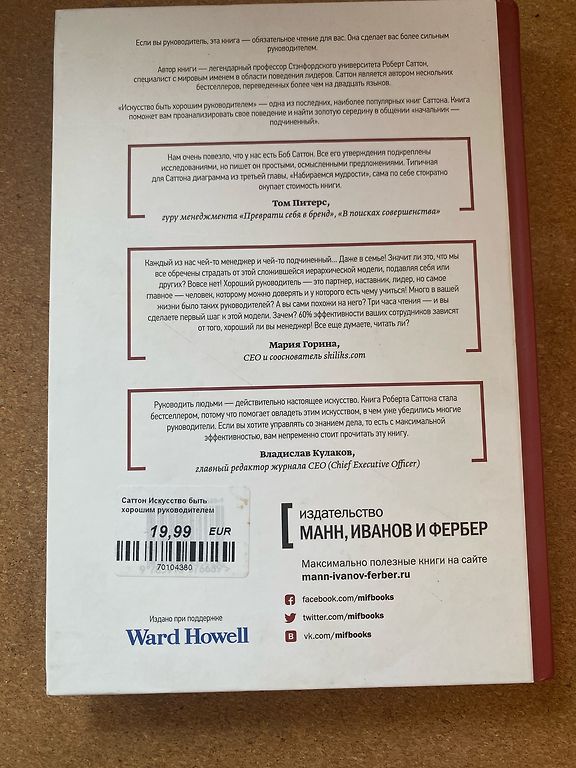 Если вы руководитель, эта книга — обязательное чтение для вас. Она сделает вас более сильным
руководителем.
Автор книги — легендарный профессор Стэнфордского университета Роберт Саттон,
специалист с мировым именем в области поведения лидеров. Саттон является автором нескольких
бестселлеров, переведенных более чем на двадцать языков.
«Искусство быть хорошим руководителем» — одна из последних, наиболее популярных книг Саттона. Книга
поможет вам проанализировать свое поведение и найти золотую середину в общении «начальник —
подчиненный».
Нам очень повезло, что у нас есть Боб Саттон. Все его утверждения подкреплены
исследованиями, но пишет он простыми, осмысленными предложениями. Типичная
для Саттона диаграмма из третьей главы, «Набираемся мудрости», сама по себе стократно
окупает стоимость книги.
Том Питерс,
гуру менеджмента «Преврати себя в бренд», «В поисках совершенства»
Каждый из нас чей-то менеджер и чей-то подчиненный... Даже в семье! Значит ли это, что мы
все обречены страдать от этой сложившейся иерархической модели, подавляя себя или
других? Вовсе нет! Хороший руководитель — это партнер, наставник, лидер, но самое
главное — человек, которому можно доверять и у которого есть чему учиться! Много в вашей
жизни было таких руководителей? А вы сами похожи на него? Три часа чтения — и вы
сделаете первый шаг к этой модели. Зачем? 60% эффективности ваших сотрудников зависят
от того, хороший ли вы менеджер! Все еще думаете, читать ли?
Мария Горина,
CEO и сооснователь skiliks.com
Руководить людьми — действительно настоящее искусство. Книга Роберта Саттона стала
бестселлером, потому что помогает овладеть этим искусством, в чем уже убедились многие
руководители. Если вы хотите управлять со знанием дела, то есть с максимальной
эффективностью, вам непременно стоит прочитать эту книгу.
Владислав Кулаков,
главный редактор журнала CEO (Chief Executive Officer)
Саттон Искусство быть
хорошим руководителем
19,99 EUR
70104380
издательство
МАНН, ИВАНОВ И ФЕРБЕР
Максимально полезные книги на сайте
mann-ivanov-ferber.ru
facebook.com/mifbooks
twitter.com/mifbooks
vk.com/mifbooks
Издано при поддержке
Ward Howell